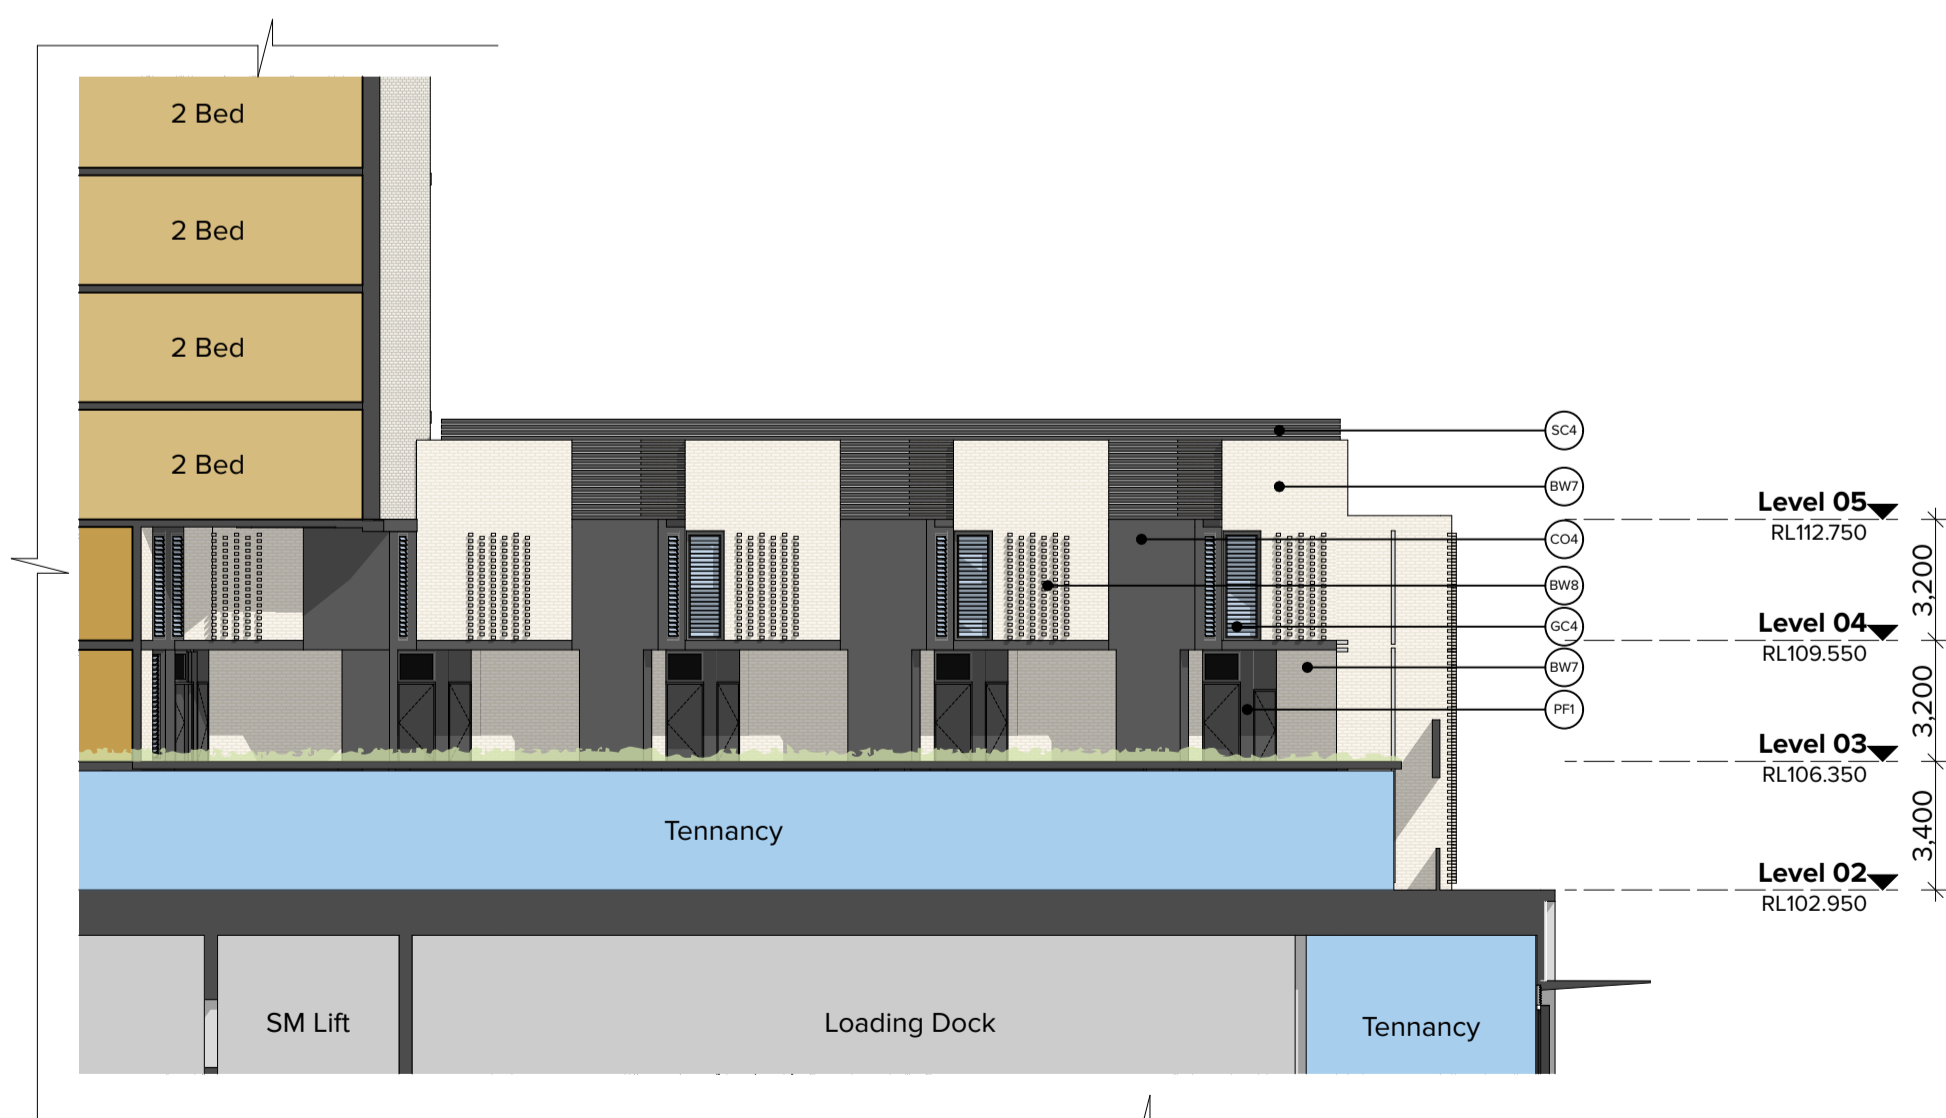 2 Bed
2 Bed
2 Bed
2 Bed
SC4
BW7
CO4
BW8
GC4
BW7
PF1
Level 05
RL112.750
3,200
Level 04
RL109.550
3,200
Level 03
RL106.350
3,400
Level 02
RL102.950
Tennancy
SM Lift
Loading Dock
Tennancy